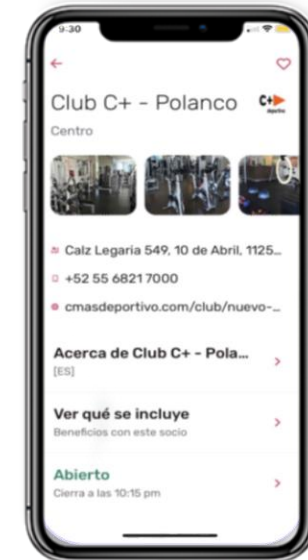 9:30
Club C+ - Polanco
C+
deportivo
Centro
Calz Legaria 549, 10 de Abril, 1125...
+52 55 6821 7000
cmasdeportivo.com/club/nuevo-...
Acerca de Club C+ - Pola...
[ES]
Ver qué se incluye
Beneficios con este socio
Abierto
Cierra a las 10:15 pm